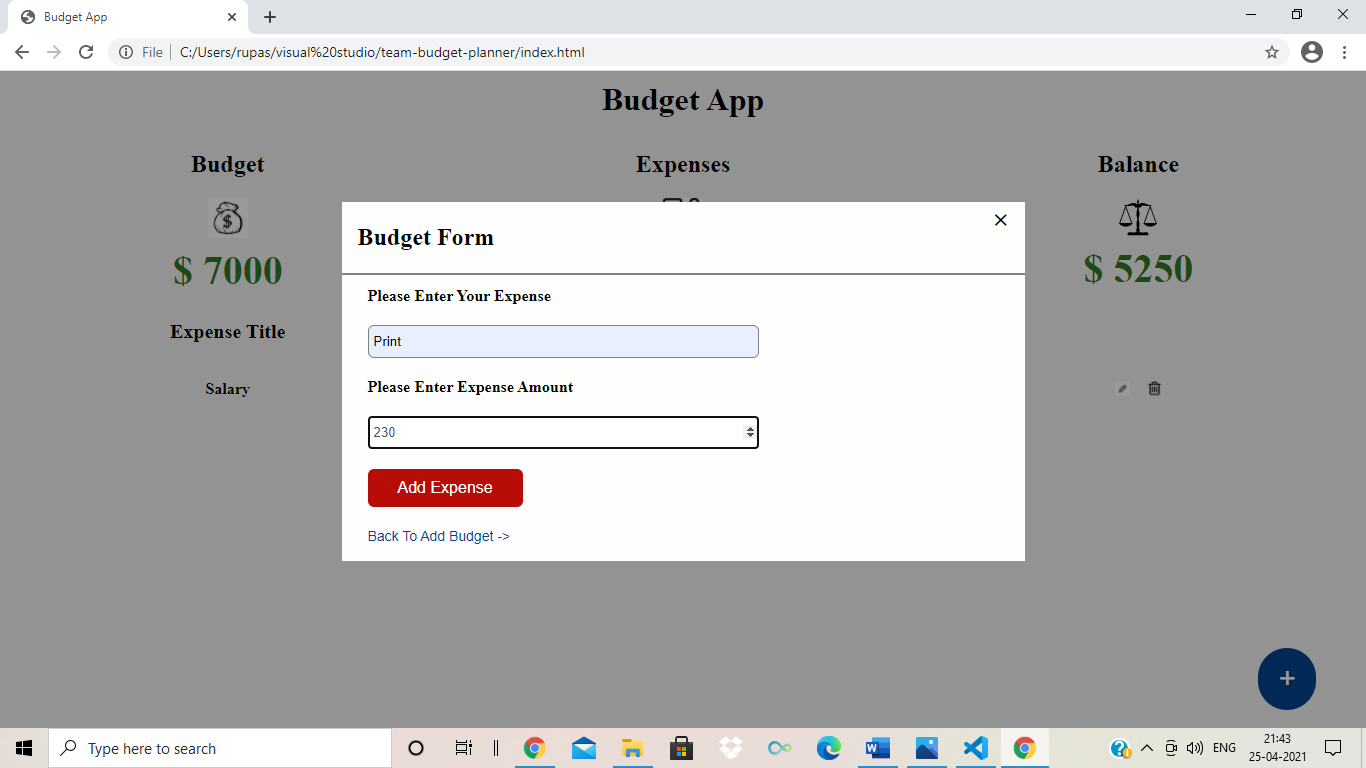 Budget App
File
C:/Users/rupas/visual%20studio/team-budget-planner/index.html
Budget App
Budget Expenses Balance
$
$ 7000 $ 5250
Budget Form
Please Enter Your Expense
Expense Title
Print
Please Enter Expense Amount
Salary
230
Add Expense
Back To Add Budget ->
+
Type here to search
ENG
21:43
25-04-2021